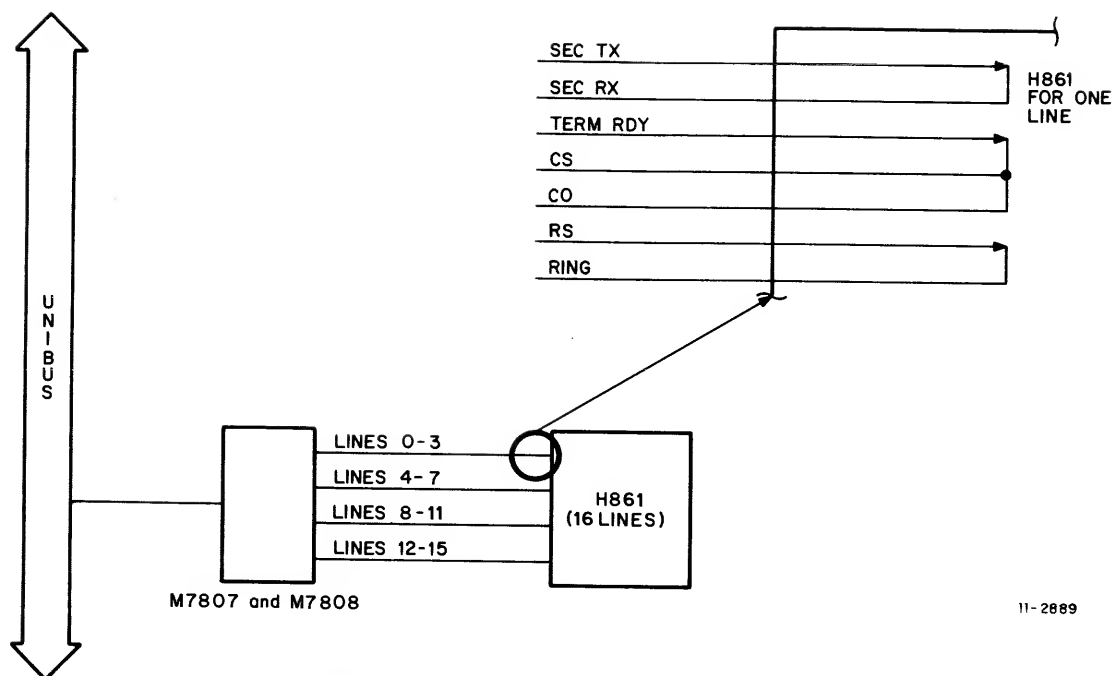 SEC TX
SEC RX
TERM RDY
CS
CO
RS
RING
H861
FOR ONE
LINE
UNIBUS
LINES 0-3
LINES 4-7
LINES 8-11
LINES 12-15
H861
(16 LINES)
M7807 and M7808
11-2889